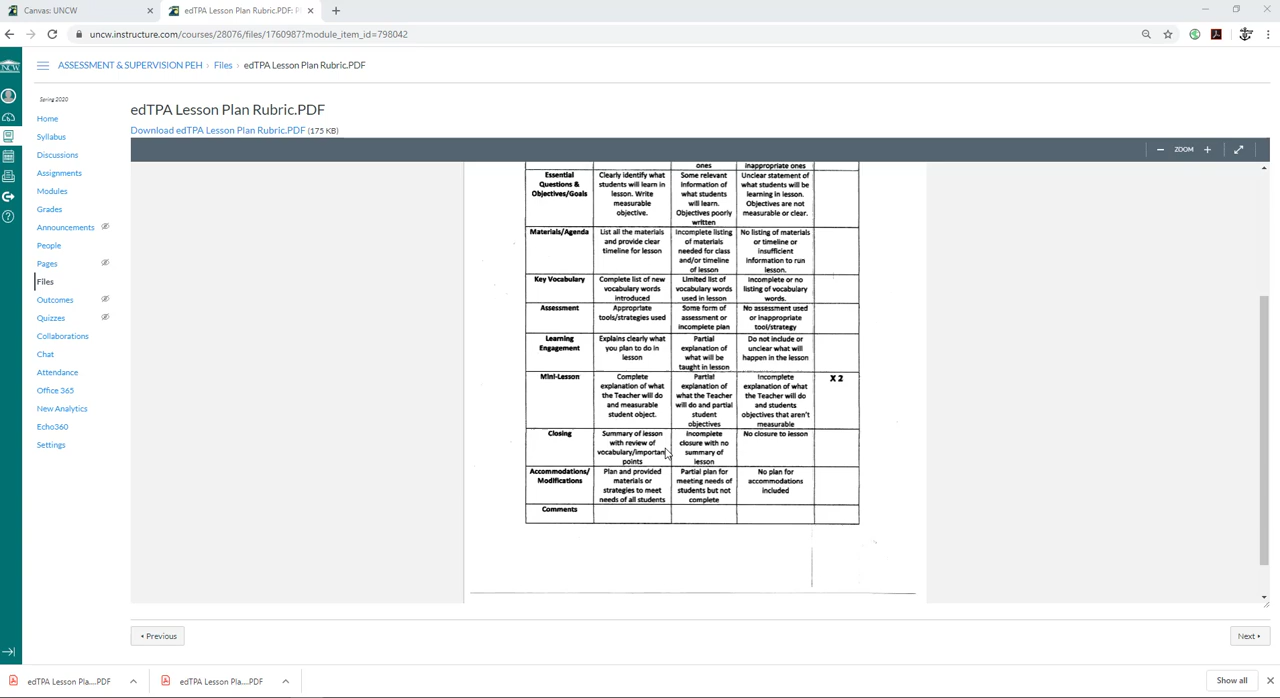 Canvas: UNCW
edTPA Lesson Plan Rubric.PDF:
uncw.instructure.com/courses/28076/files/1760987?module_item_id=798042
ASSESSMENT & SUPERVISION PEH › Files › edTPA Lesson Plan Rubric.PDF
Spring 2020
Home
Syllabus
Discussions
Assignments
Modules
Grades
Announcements
People
Pages
Files
Outcomes
Quizzes
Collaborations
Chat
Attendance
Office 365
New Analytics
Echo360
Settings
edTPA Lesson Plan Rubric.PDF
Download edTPA Lesson Plan Rubric.PDF (175 KB)
ZOOM
ones
inappropriate ones
Essential
Questions &
Objectives/Goals
Clearly identify what
students will learn in
lesson. Write
measurable
objective.
Some relevant
Information of
what students
will learn.
Objectives poorly
written
Unclear statement of
what students will be
learning in lesson.
Objectives are not
measurable or clear.
Materials/Agenda
List all the materials
and provide clear
timeline for lesson
Incomplete listing
of materials
needed for class
and/or timeline
of lesson
No listing of materials
or timeline or
insufficient
information to run
lesson.
Key Vocabulary
Complete list of new
vocabulary words
introduced
Limited list of
vocabulary words
used in lesson
Incomplete or no
listing of vocabulary
words.
Assessment
Appropriate
tools/strategies used
Some form of
assessment or
incomplete plan
No assessment used
or inappropriate
tool/strategy
Learning
Engagement
Explains clearly what
you plan to do in
lesson
Partial
explanation of
what will be
taught in lesson
Do not include or
unclear what will
happen in the lesson
Mini-Lesson
Complete
explanation of what
the Teacher will do
and measurable
student object.
Partial
explanation of
what the Teacher
will do and partial
student
objectives
Incomplete
explanation of what
the Teacher will do
and students
objectives that aren't
measurable
X 2
Closing
Summary of lesson
with review of
vocabulary/importan
points
Incomplete
closure with no
summary of
lesson
No closure to lesson
Accommodations/
Modifications
Plan and provided
materials or
strategies to meet
needs of all students
Partial plan for
meeting needs of
students but not
complete
No plan for
accommodations
included
Comments
Previous
Next
edTPA Lesson Pla....PDF
edTPA Lesson Pla....PDF
Show all